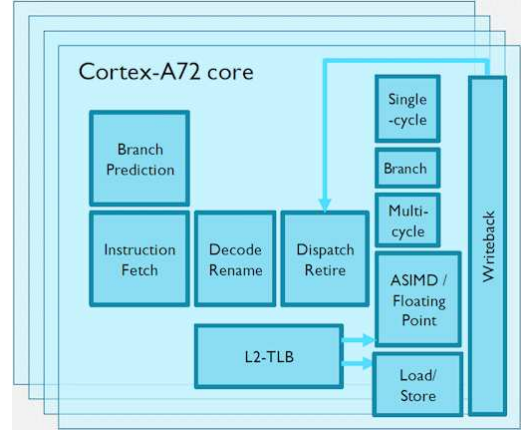 Cortex-A72 core
Single
-cycle
Branch
Prediction
Branch
Multi-
cycle
Instruction
Fetch
Decode
Rename
Dispatch
Retire
ASIMD /
Floating
Point
Writeback
L2-TLB
Load/
Store